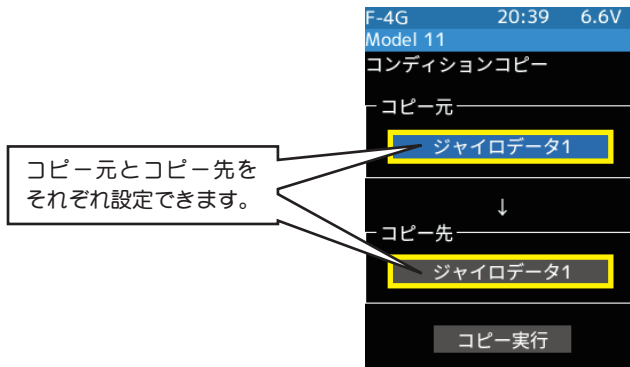 F-4G 20:39 6.6V
Model 11
コンディションコピー
コピー元
ジャイロデータ1
コピー元とコピー先を
それぞれ設定できます。
↓
コピー先
ジャイロデータ1
コピー実行